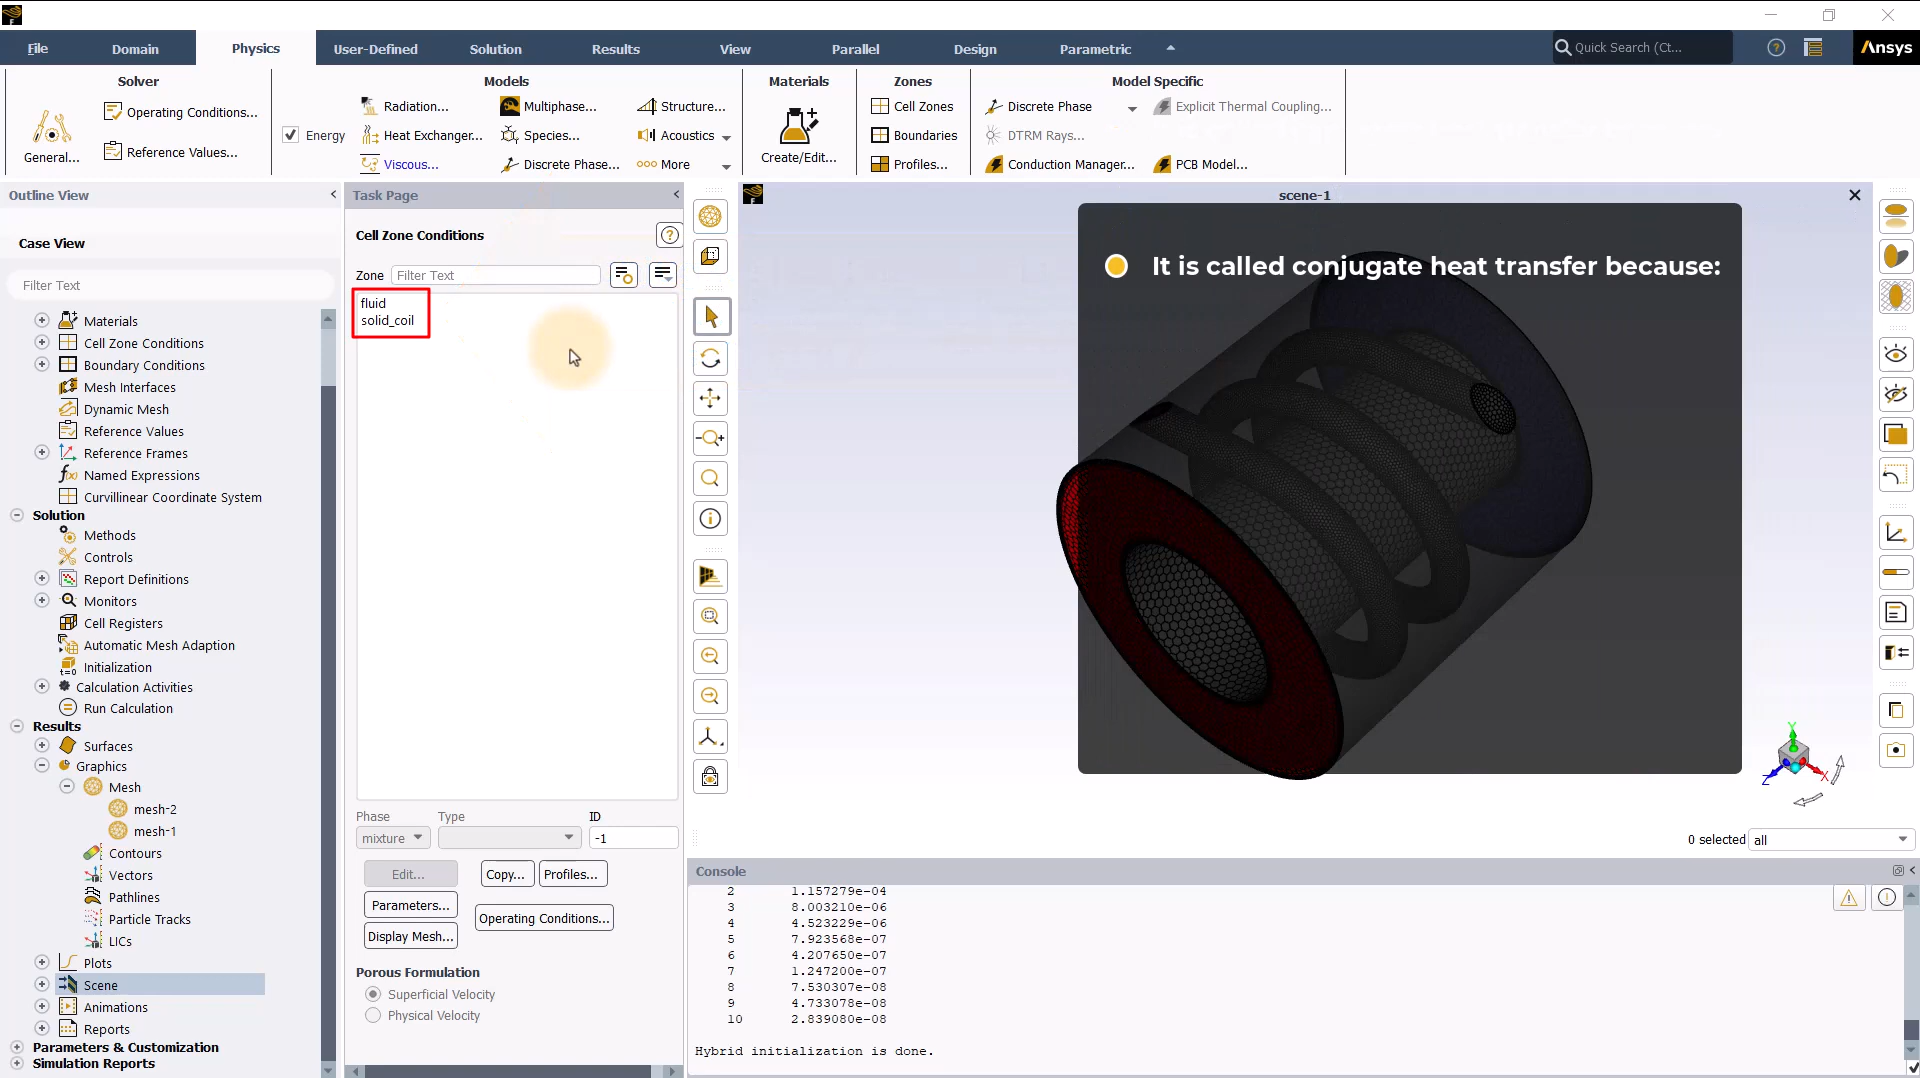 File
Domain
Physics
User-Defined
Solution
Results
View
Parallel
Design
Parametric
Quick Search (Ct...
Ansys
Solver
General...
Operating Conditions...
Reference Values...
Models
Energy
Radiation...
Heat Exchanger...
Viscous...
Multiphase...
Species...
Discrete Phase...
Structure...
Acoustics
More
Materials
Create/Edit...
Zones
Cell Zones
Boundaries
Profiles...
Model Specific
Discrete Phase
DTRM Rays...
Conduction Manager...
Explicit Thermal Coupling...
PCB Model...
Outline View
Case View
Filter Text
Materials
Cell Zone Conditions
Boundary Conditions
Mesh Interfaces
Dynamic Mesh
Reference Values
Reference Frames
Named Expressions
Curvillinear Coordinate System
Solution
Methods
Controls
Report Definitions
Monitors
Cell Registers
Automatic Mesh Adaption
Initialization
Calculation Activities
Run Calculation
Results
Surfaces
Graphics
Mesh
mesh-2
mesh-1
Contours
Vectors
Pathlines
Particle Tracks
LICs
Plots
Scene
Animations
Reports
Parameters & Customization
Simulation Reports
Task Page
Cell Zone Conditions
Zone Filter Text
fluid
solid_coil
Phase Type ID
mixture -1
Edit... Copy... Profiles...
Parameters... Operating Conditions...
Display Mesh...
Porous Formulation
Superficial Velocity
Physical Velocity
scene-1
It is called conjugate heat transfer because:
Y
Z X
0 selected all
Console
2 1.157279e-04
3 8.003210e-06
4 4.523229e-06
5 7.923568e-07
6 4.207650e-07
7 1.247200e-07
8 7.530307e-08
9 4.733078e-08
10 2.839080e-08
Hybrid initialization is done.